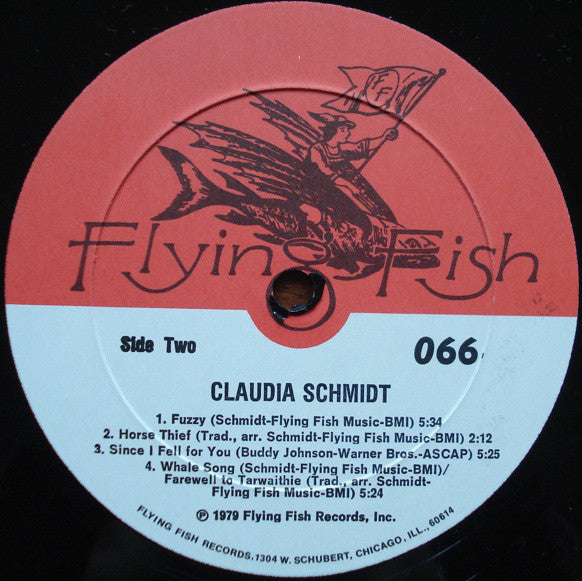 FF
Flying Fish
Side Two
066
CLAUDIA SCHMIDT
1. Fuzzy (Schmidt-Flying Fish Music-BMI) 5:34
2. Horse Thief (Trad., arr. Schmidt-Flying Fish Music-BMI) 2:12
3. Since I Fell for You (Buddy Johnson-Warner Bros.-ASCAP) 5:25
4. Whale Song (Schmidt-Flying Fish Music-BMI)/
Farewell to Tarwaithie (Trad., arr. Schmidt-
Flying Fish Music-BMI) 5:24
℗ 1979 Flying Fish Records, Inc.
FLYING FISH RECORDS, 1304 W. SCHUBERT, CHICAGO, ILL., 60614